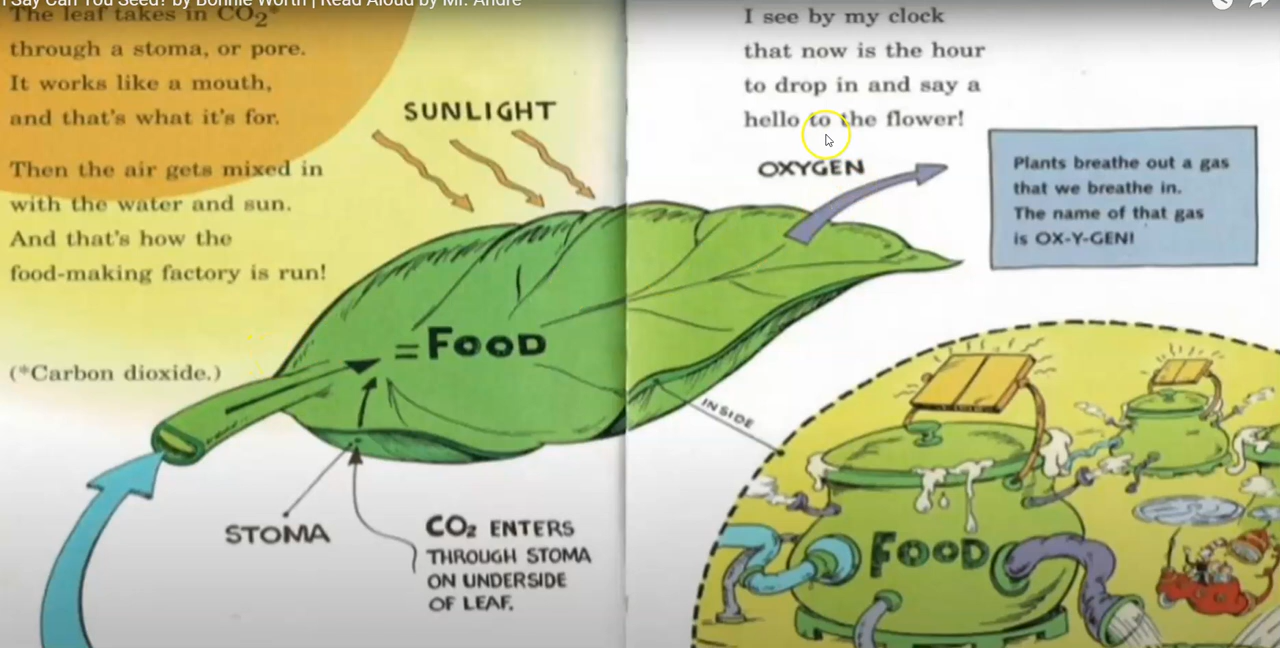 Say Can You Seed? by Bonnie Worth | Read Aloud by Mr. Andre
The leaf takes in CO₂*
through a stoma, or pore.
It works like a mouth,
and that's what it's for.
Then the air gets mixed in
with the water and sun.
And that's how the
food-making factory is run!
(*Carbon dioxide.)
SUNLIGHT
= FOOD
STOMA
CO₂ ENTERS
THROUGH STOMA
ON UNDERSIDE
OF LEAF.
I see by my clock
that now is the hour
to drop in and say a
hello to the flower!
OXYGEN
Plants breathe out a gas
that we breathe in.
The name of that gas
is OX-Y-GEN!
INSIDE
FOOD